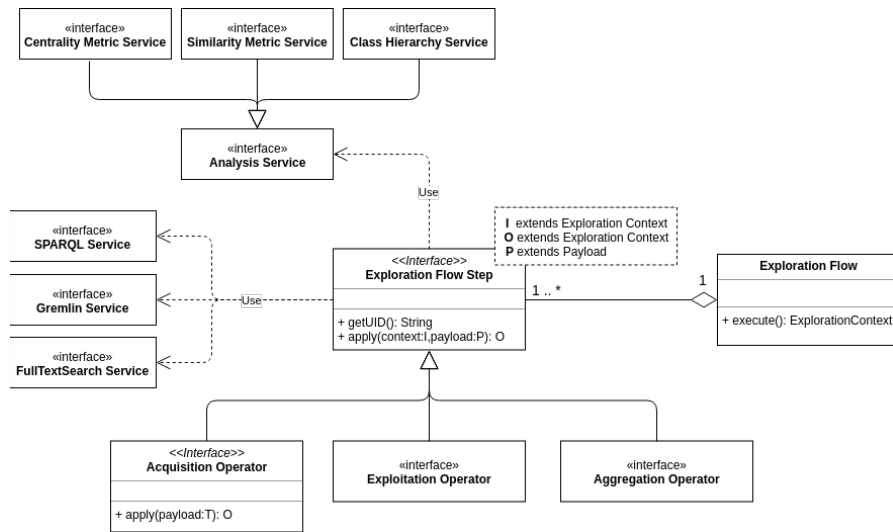 «interface»
Centrality Metric Service
«interface»
Similarity Metric Service
«interface»
Class Hierarchy Service
«interface»
Analysis Service
Use
I extends Exploration Context
O extends Exploration Context
P extends Payload
«interface»
SPARQL Service
«interface»
Gremlin Service
«interface»
FullTextSearch Service
Use
<<Interface>>
Exploration Flow Step
+ getUID(): String
+ apply(context:I,payload:P): O
1 .. *
1
Exploration Flow
+ execute(): ExplorationContext
<<Interface>>
Acquisition Operator
+ apply(payload:T): O
«interface»
Exploitation Operator
«interface»
Aggregation Operator